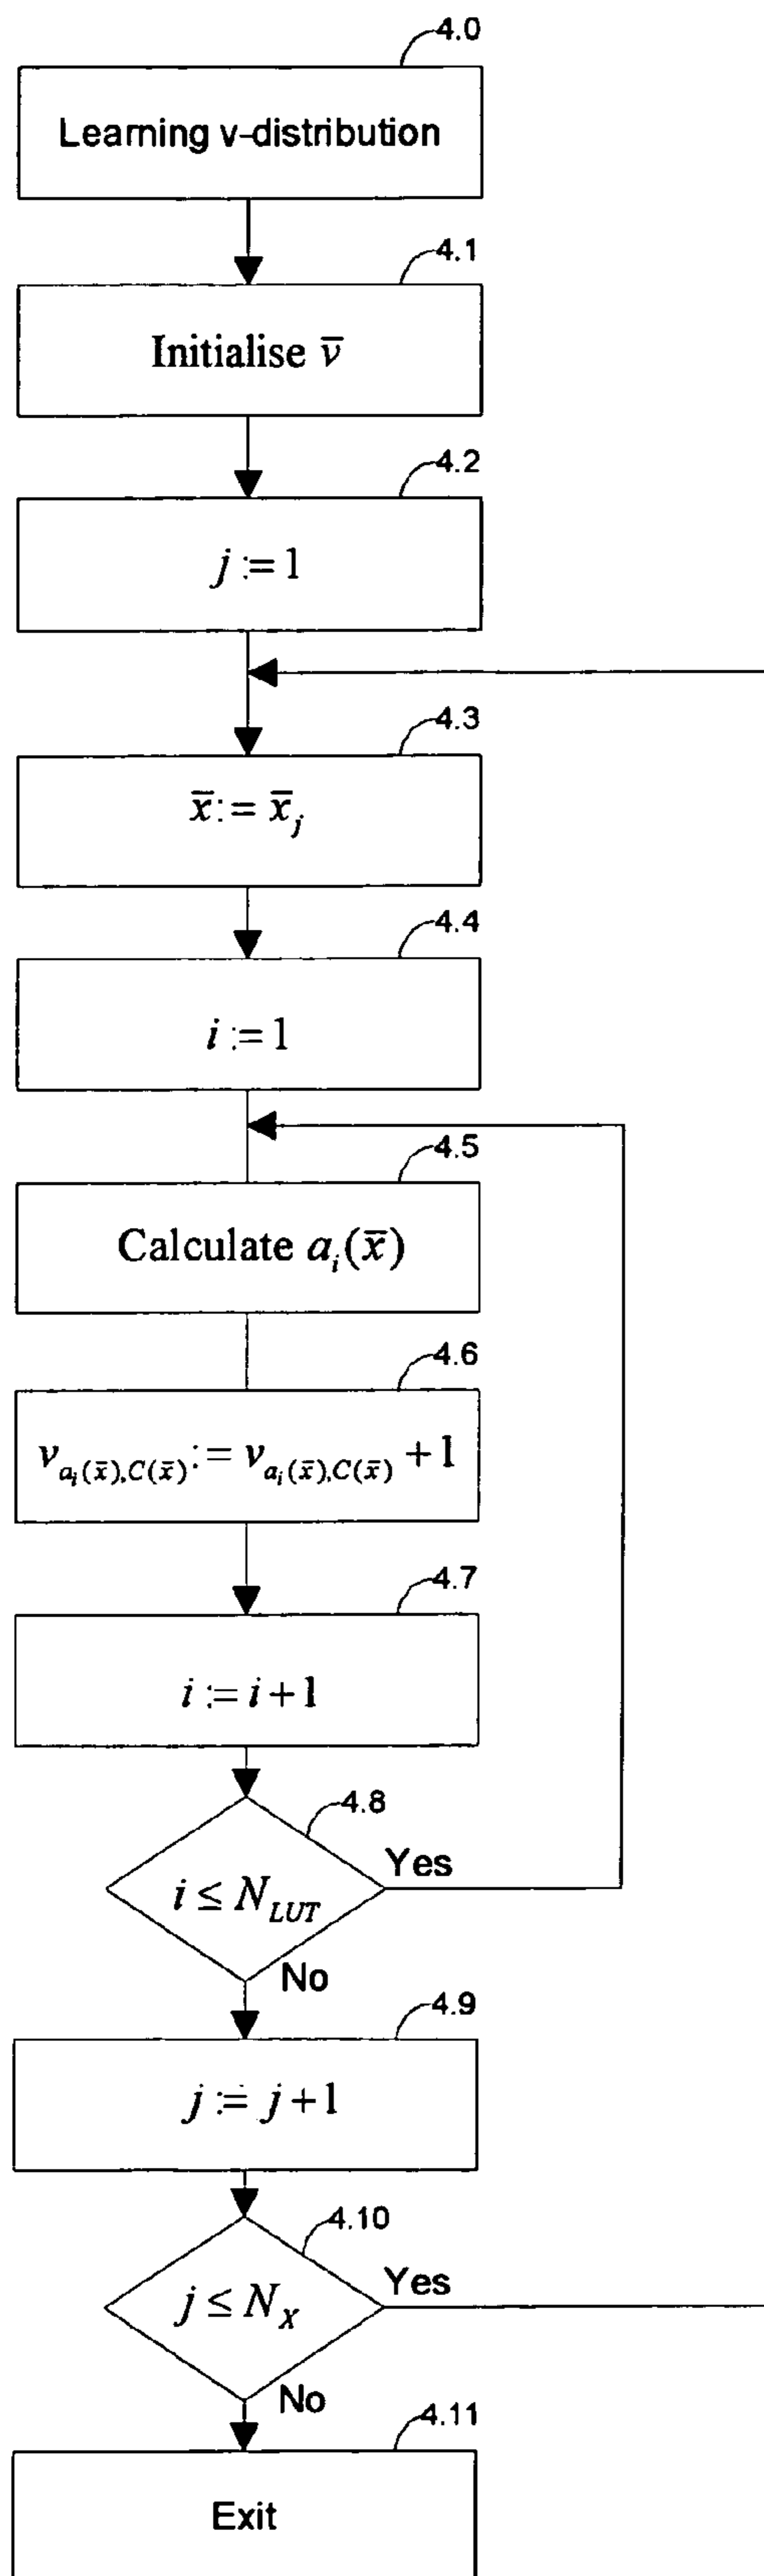 4.0
Learning v-distribution
4.1
Initialise v̅
4.2
j := 1
4.3
x̅ := x̅_j
4.4
i := 1
4.5
Calculate a_i(x̅)
4.6
v_{a_i(x̅),C(x̅)} := v_{a_i(x̅),C(x̅)} + 1
4.7
i := i+1
4.8
Yes
i ≤ N_{LUT}
No
4.9
j := j+1
4.10
Yes
j ≤ N_X
No
4.11
Exit